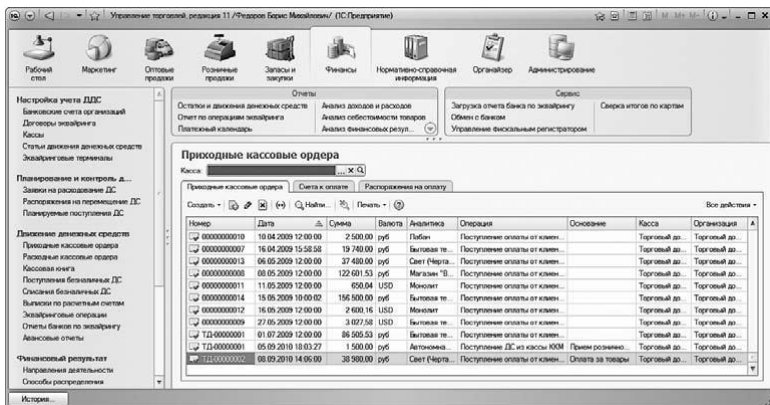 Управление торговлей, редакция 11 /Федоров Борис Михайлович/ (1С:Предприятие)
M M+ M-
Рабочий стол
Маркетинг
Оптовые продажи
Розничные продажи
Запасы и закупки
Финансы
Нормативно-справочная информация
Органайзер
Администрирование
Настройка учета ДДС
Банковские счета организаций
Договоры эквайринга
Кассы
Статьи движения денежных средств
Эквайринговые терминалы
Планирование и контроль д...
Заявки на расходование ДС
Распоряжения на перемещение ДС
Планируемые поступления ДС
Движение денежных средств
Приходные кассовые ордера
Расходные кассовые ордера
Кассовая книга
Поступления безналичных ДС
Списания безналичных ДС
Выписки по расчетным счетам
Эквайринговые операции
Отчеты банков по эквайрингу
Авансовые отчеты
Финансовый результат
Направления деятельности
Способы распределения
Отчеты
Остатки и движения денежных средств Анализ доходов и расходов
Отчет по операциям эквайринга Анализ себестоимости товаров
Платежный календарь Анализ финансовых резул...
Сервис
Загрузка отчета банка по эквайрингу Сверка итогов по картам
Обмен с банком
Управление фискальным регистратором
Приходные кассовые ордера
Касса: ... x
Приходные кассовые ордера Счета к оплате Распоряжения на оплату
Создать Найти... Печать Все действия
Номер Дата Сумма Валюта Аналитика Операция Основание Касса Организация
00000000010 10.04.2009 12:00:00 2 500,00 руб Лабан Поступление оплаты от клиен... Торговый до... Торговый до...
00000000007 16.04.2009 15:58:58 19 740,00 руб Бытовая те... Поступление оплаты от клиен... Торговый до... Торговый до...
00000000013 06.05.2009 12:00:00 37 480,00 руб Свет (Черта... Поступление оплаты от клиен... Торговый до... Торговый до...
00000000008 08.05.2009 12:00:00 122 601,53 руб Магазин "В... Поступление оплаты от клиен... Торговый до... Торговый до...
00000000011 11.05.2009 12:00:00 650,04 USD Монолит Поступление оплаты от клиен... Торговый до... Торговый до...
00000000014 15.05.2009 10:00:02 156 500,00 руб Бытовая те... Поступление оплаты от клиен... Торговый до... Торговый до...
00000000012 16.05.2009 12:00:00 2 600,16 USD Монолит Поступление оплаты от клиен... Торговый до... Торговый до...
00000000009 27.05.2009 12:00:00 3 027,58 USD Бытовая те... Поступление оплаты от клиен... Торговый до... Торговый до...
ТД-00000001 01.07.2009 12:00:00 86 505,53 руб Бытовая те... Поступление оплаты от клиен... Торговый до... Торговый до...
ТД-00000001 05.09.2010 18:03:27 1 500,00 руб Автономна... Поступление ДС из кассы ККМ Прием рознично... Торговый до... Торговый до...
ТД-00000002 08.09.2010 14:06:00 38 980,00 руб Свет (Черта... Поступление оплаты от клиен... Оплата за товары Торговый до... Торговый до...
История...